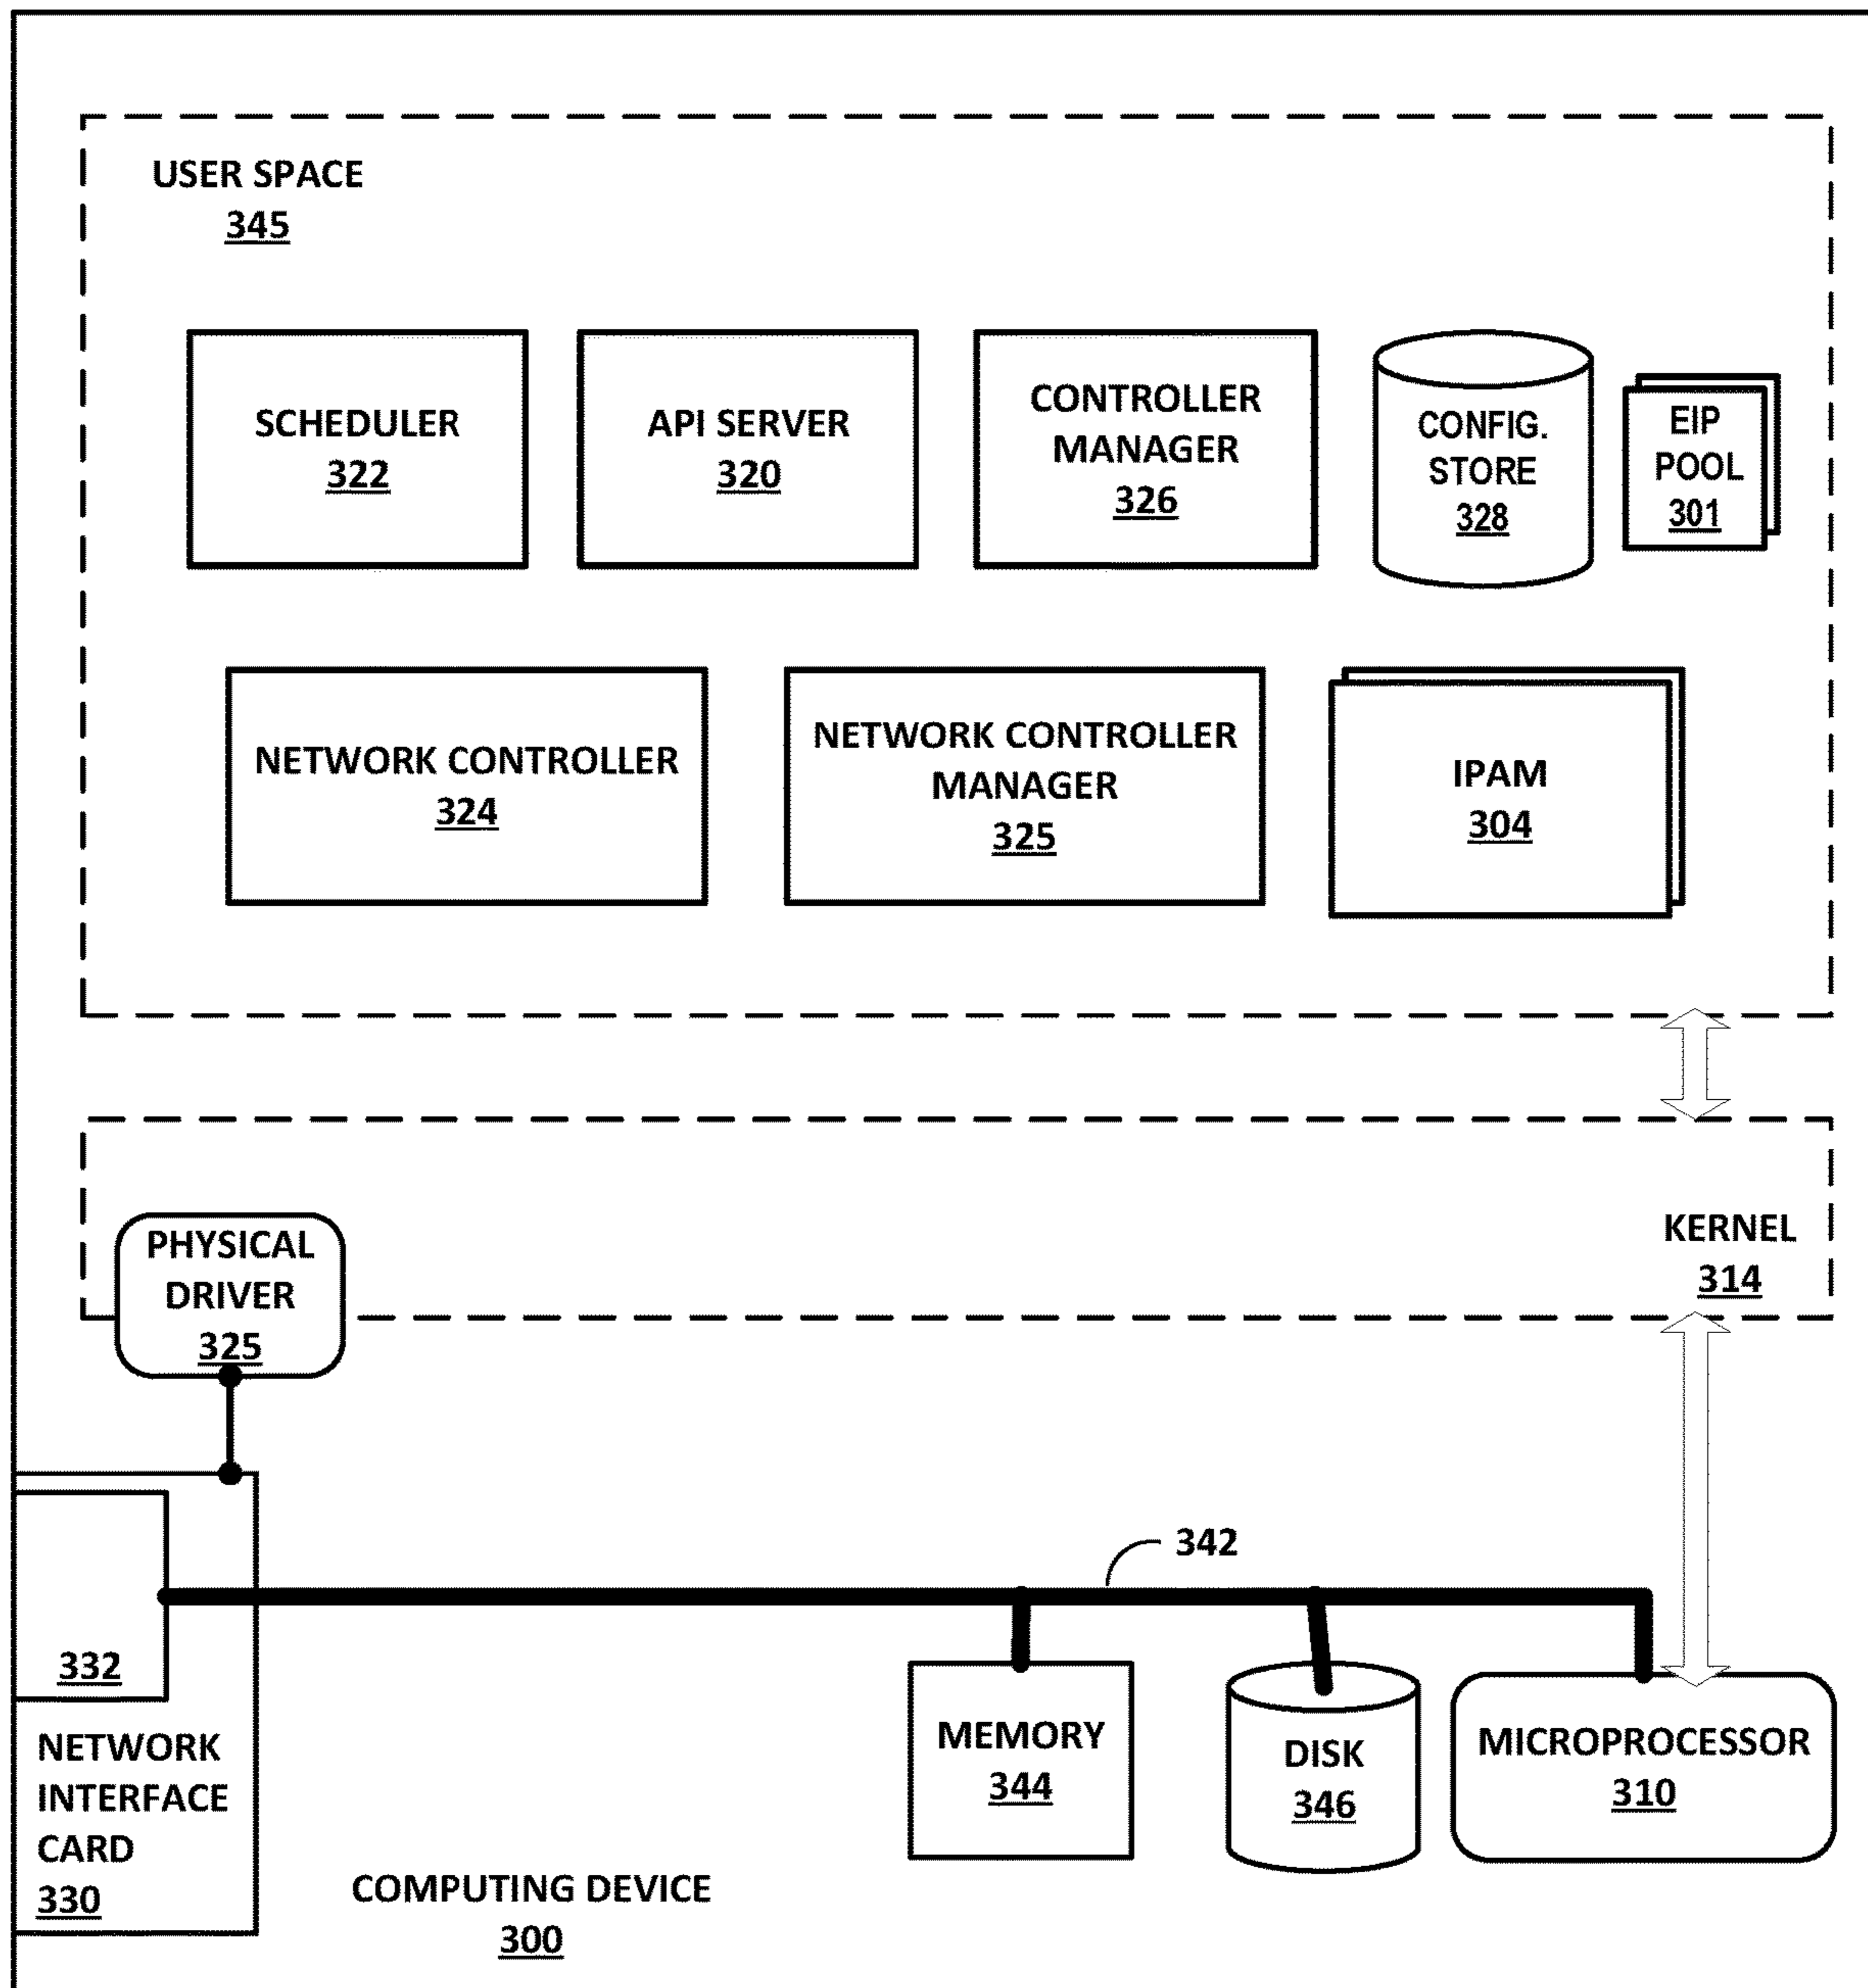 USER SPACE
345
SCHEDULER
322
API SERVER
320
CONTROLLER
MANAGER
326
CONFIG.
STORE
328
EIP
POOL
301
NETWORK CONTROLLER
324
NETWORK CONTROLLER
MANAGER
325
IPAM
304
KERNEL
314
PHYSICAL
DRIVER
325
342
332
NETWORK
INTERFACE
CARD
330
MEMORY
344
DISK
346
MICROPROCESSOR
310
COMPUTING DEVICE
300